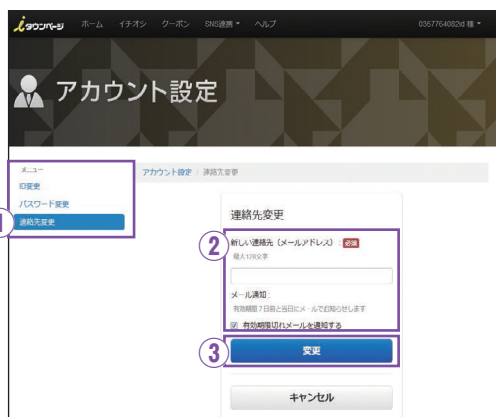 iタウンページ ホーム イチオシ クーポン SNS連携 ヘルプ 0357764082id 様
アカウント設定
メニュー
ID変更
パスワード変更
連絡先変更
アカウント設定 / 連絡先変更
連絡先変更
新しい連絡先（メールアドレス）: 必須
最大128文字
メール通知:
有効期限7日前と当日にメールでお知らせします
有効期限切れメールを通知する
変更
キャンセル
1
2
3